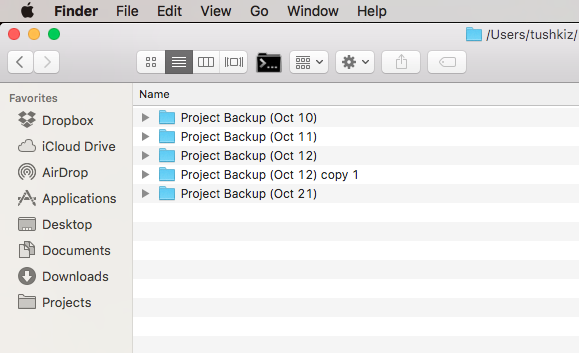 Finder File Edit View Go Window Help
/Users/tushkiz/
Favorites
Dropbox
iCloud Drive
AirDrop
Applications
Desktop
Documents
Downloads
Projects
Name
Project Backup (Oct 10)
Project Backup (Oct 11)
Project Backup (Oct 12)
Project Backup (Oct 12) copy 1
Project Backup (Oct 21)